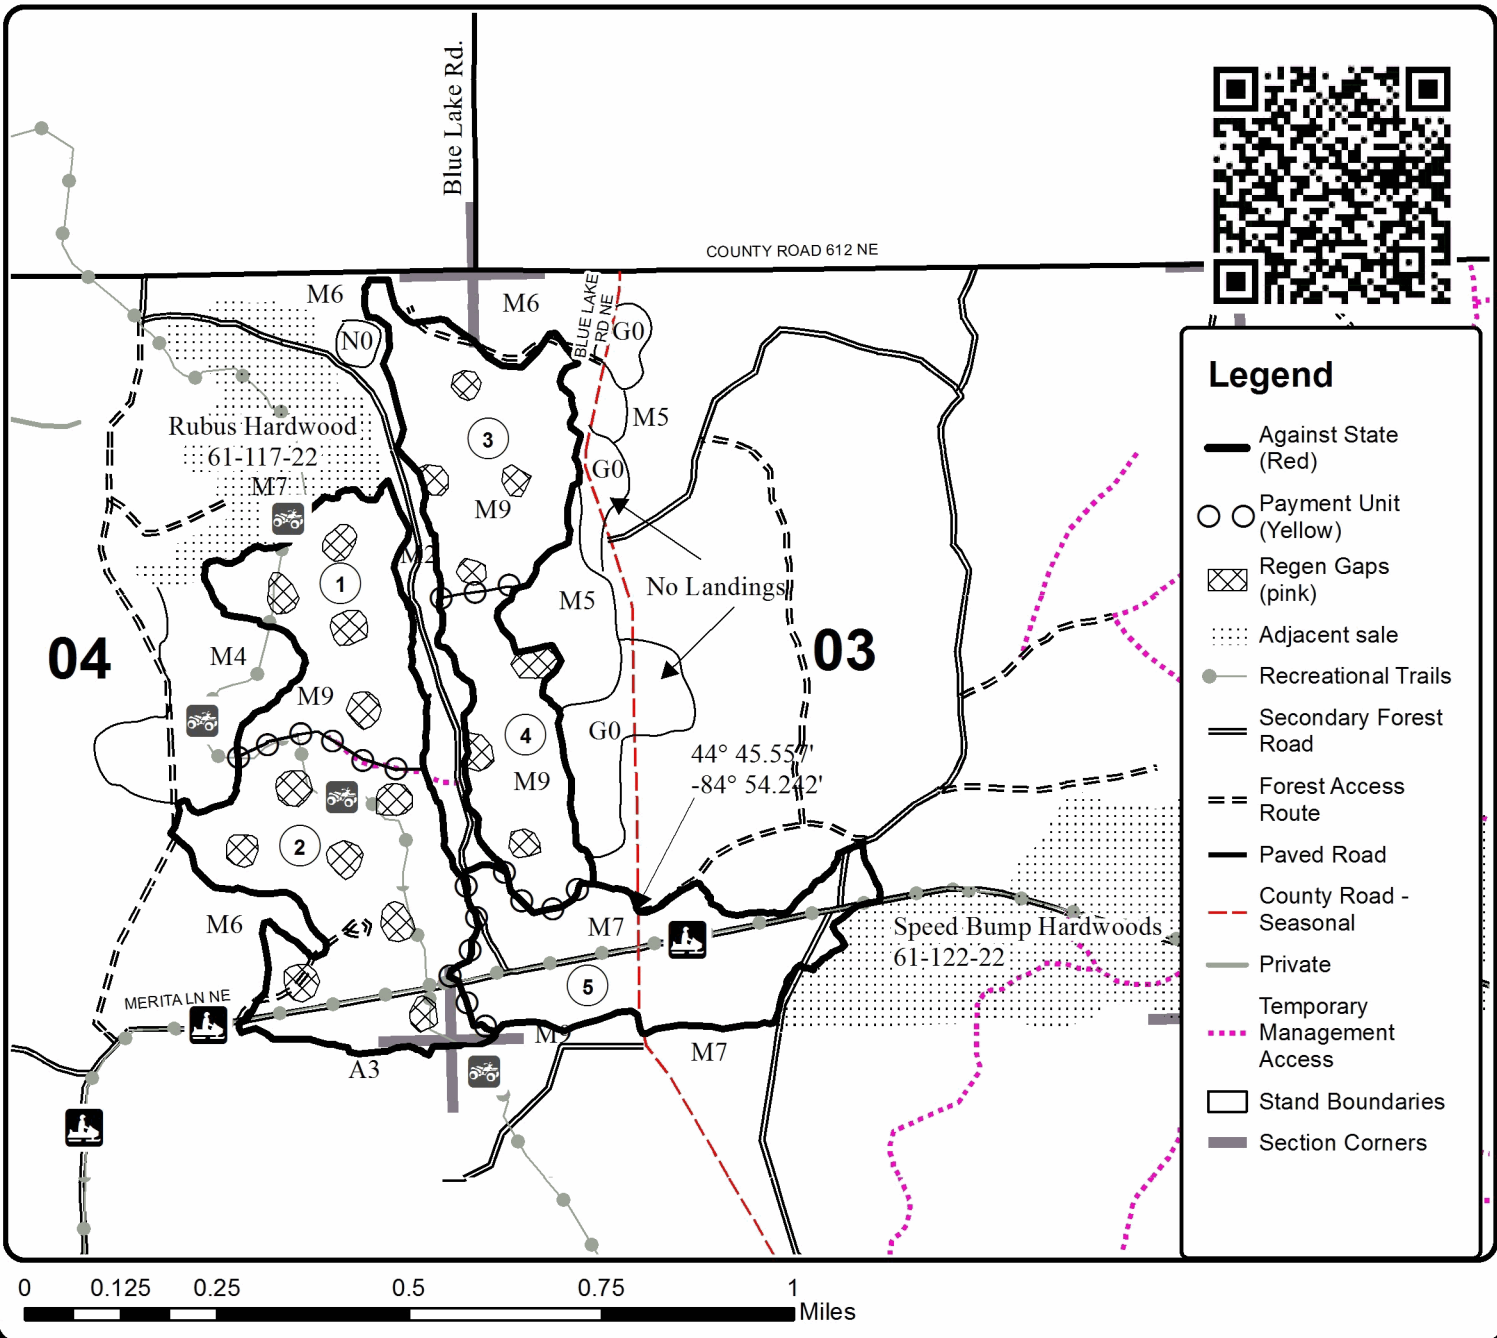 Blue Lake Rd.
COUNTY ROAD 612 NE
M6
M6
BLUE LAKE
RD NE
G0
N0
M5
Rubus Hardwood
61-117-22
M7
3
G0
M9
M2
1
No Landings
M5
04
03
M4
M9
4
G0
M9
44° 45.557'
-84° 54.242'
2
M6
M7
Speed Bump Hardwoods
61-122-22
MERITA LN NE
5
M9
M7
A3
Legend
Against State
(Red)
Payment Unit
(Yellow)
Regen Gaps
(pink)
Adjacent sale
Recreational Trails
Secondary Forest
Road
Forest Access
Route
Paved Road
County Road -
Seasonal
Private
Temporary
Management
Access
Stand Boundaries
Section Corners
0 0.125 0.25 0.5 0.75 1
Miles